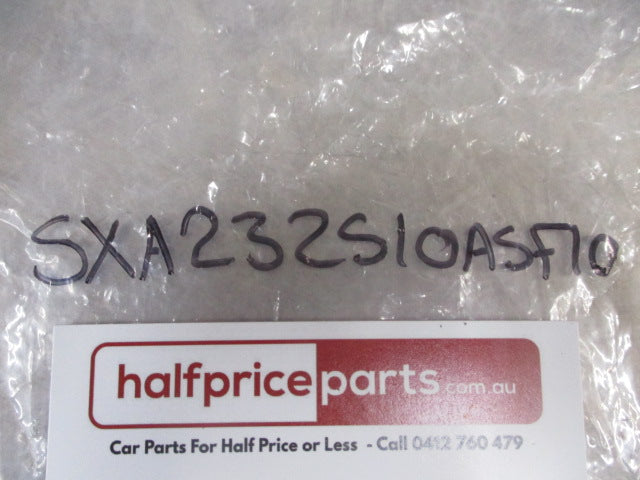 SXA232S10ASF10
halfpriceparts.com.au
Car Parts For Half Price or Less - Call 0412 760 479